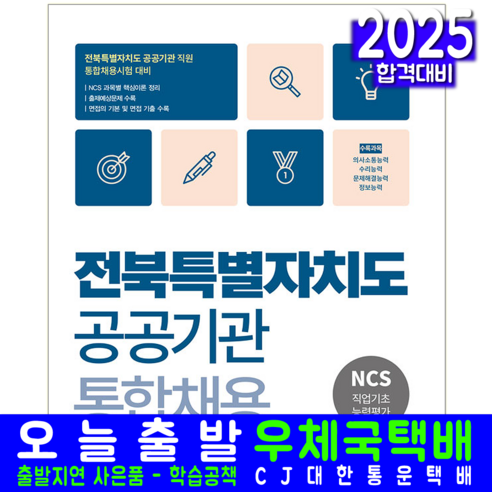 2025
합격대비
전북특별자치도 공공기관 직원
통합채용시험 대비
| NCS 과목별 핵심이론 정리
| 출제예상문제 수록
| 면접의 기본 및 면접 기출 수록
수록과목
의사소통능력
수리능력
문제해결능력
정보능력
1
전북특별자치도
공공기관
통합채용
NCS
직업기초
능력평가
오늘출발 우체국택배
출발지연 사은품 - 학습공책 CJ대한통운택배